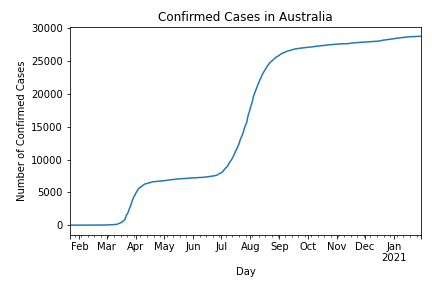 Confirmed Cases in Australia
Number of Confirmed Cases
30000
25000
20000
15000
10000
5000
0
Feb Mar Apr May Jun Jul Aug Sep Oct Nov Dec Jan
2021
Day